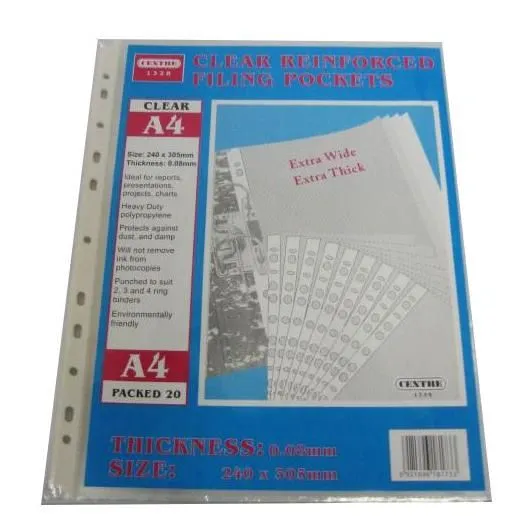 CENTRE
1328
CLEAR REINFORCED
FILING POCKETS
CLEAR
A4
Size: 240 x 305mm
Thickness: 0.08mm
Ideal for reports,
presentations,
projects, charts
Heavy Duty
polypropylene
Protects against
dust, and damp
Will not remove
ink from
photocopies
Punched to suit
2, 3 and 4 ring
binders
Environmentally
friendly
A4
PACKED 20
Extra Wide
Extra Thick
CENTRE
1328
THICKNESS: 0.08mm
SIZE: 240 x 305mm